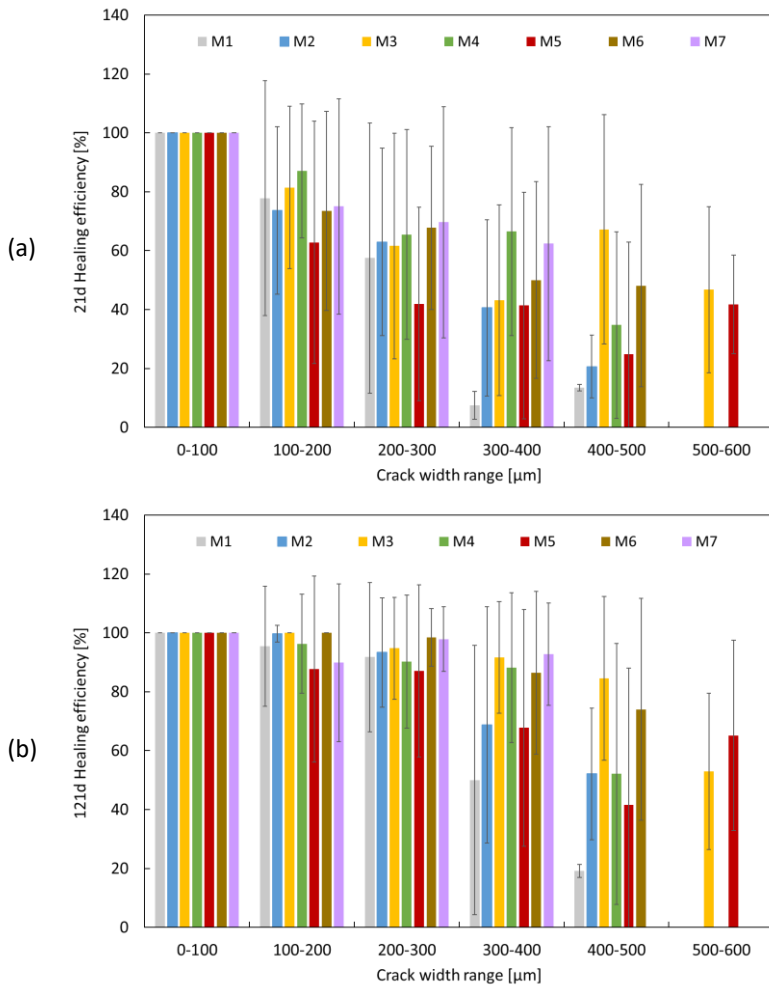 (a)
21d Healing efficiency [%]
140
120
100
80
60
40
20
0
M1 M2 M3 M4 M5 M6 M7
0-100 100-200 200-300 300-400 400-500 500-600
Crack width range [µm]
(b)
121d Healing efficiency [%]
140
120
100
80
60
40
20
0
M1 M2 M3 M4 M5 M6 M7
0-100 100-200 200-300 300-400 400-500 500-600
Crack width range [µm]